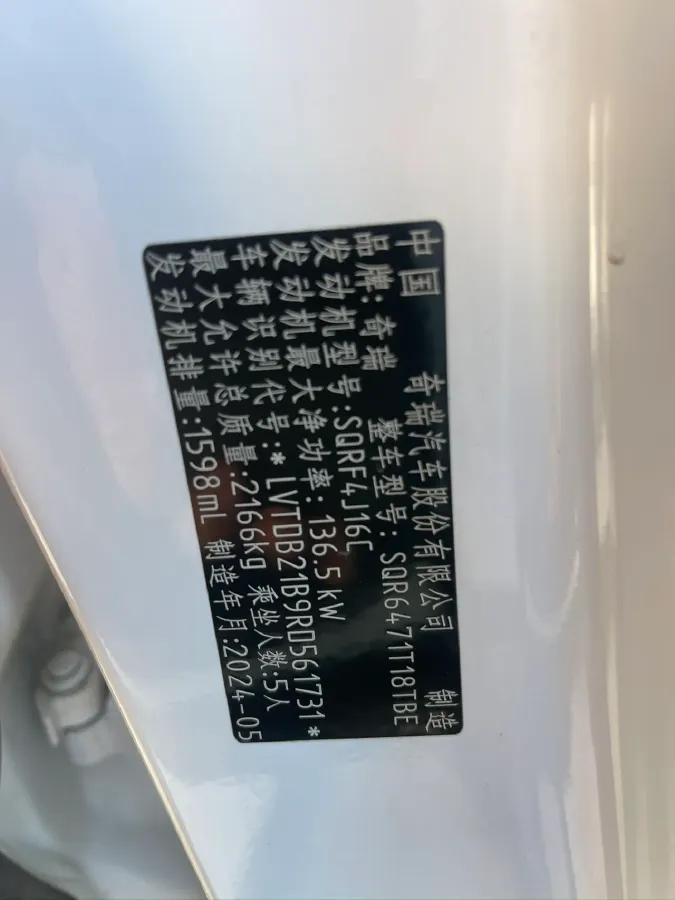 中国 奇瑞汽车股份有限公司 制造
品牌: 奇瑞 整车型号: SQR6471T18TBE
发动机型号:SQRF4J16C
发动机最大净功率: 136.5 kW
车辆识别代号:*LVTDB21B9RD561731*
最大允许总质量:2166kg 乘坐人数:5人
发动机排量:1598mL 制造年月:2024-05